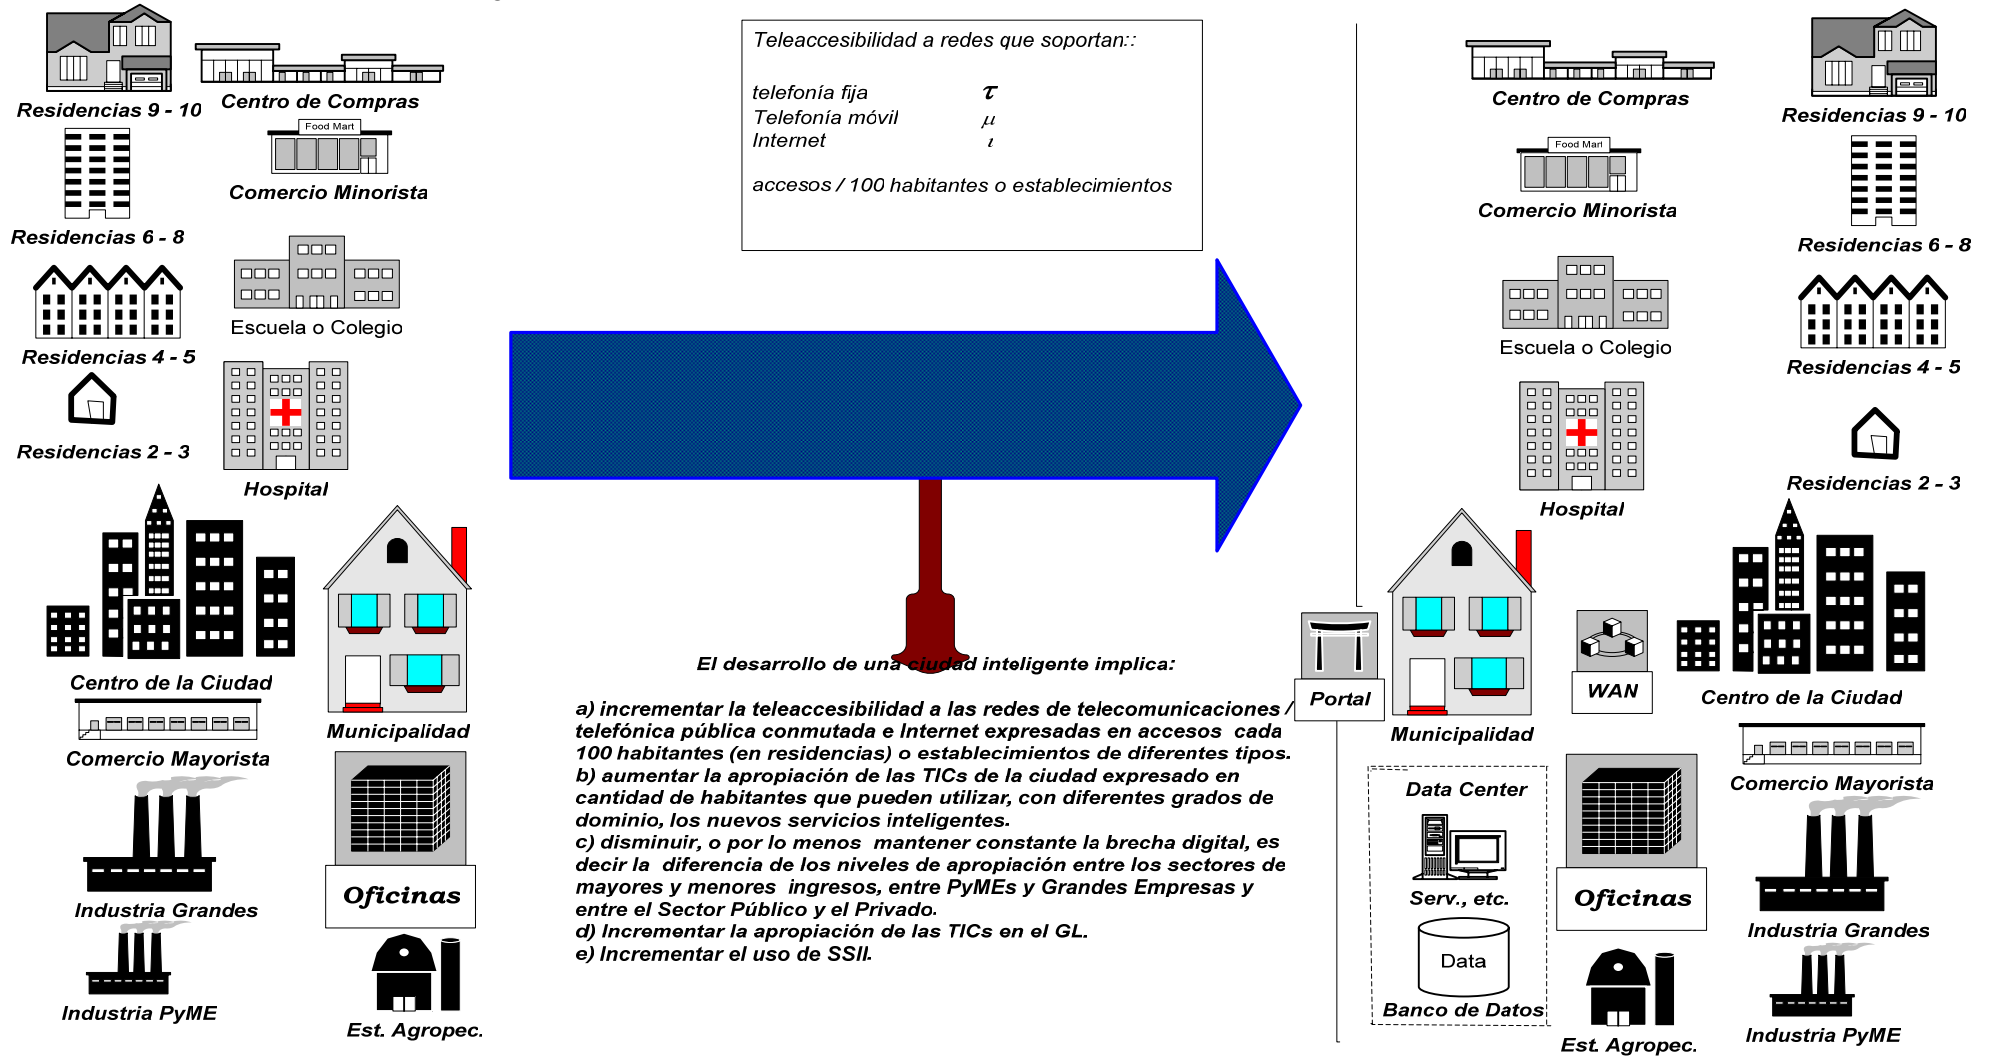 Residencias 9 - 10
Centro de Compras
Food Mart
Comercio Minorista
Residencias 6 - 8
Escuela o Colegio
Residencias 4 - 5
Residencias 2 - 3
Hospital
Centro de la Ciudad
Municipalidad
Comercio Mayorista
Oficinas
Industria Grandes
Industria PyME
Est. Agropec.
Teleaccesibilidad a redes que soportan::
telefonía fija τ
Telefonía móvil μ
Internet ι
accesos / 100 habitantes o establecimientos
El desarrollo de una ciudad inteligente implica:
a) incrementar la teleaccesibilidad a las redes de telecomunicaciones /
telefónica pública conmutada e Internet expresadas en accesos cada
100 habitantes (en residencias) o establecimientos de diferentes tipos.
b) aumentar la apropiación de las TICs de la ciudad expresado en
cantidad de habitantes que pueden utilizar, con diferentes grados de
dominio, los nuevos servicios inteligentes.
c) disminuir, o por lo menos mantener constante la brecha digital, es
decir la diferencia de los niveles de apropiación entre los sectores de
mayores y menores ingresos, entre PyMEs y Grandes Empresas y
entre el Sector Público y el Privado.
d) Incrementar la apropiación de las TICs en el GL.
e) Incrementar el uso de SSII.
Centro de Compras
Residencias 9 - 10
Food Mart
Comercio Minorista
Residencias 6 - 8
Escuela o Colegio
Residencias 4 - 5
Residencias 2 - 3
Hospital
Portal
WAN
Centro de la Ciudad
Municipalidad
Comercio Mayorista
Data Center
Serv., etc.
Oficinas
Industria Grandes
Data
Banco de Datos
Est. Agropec.
Industria PyME